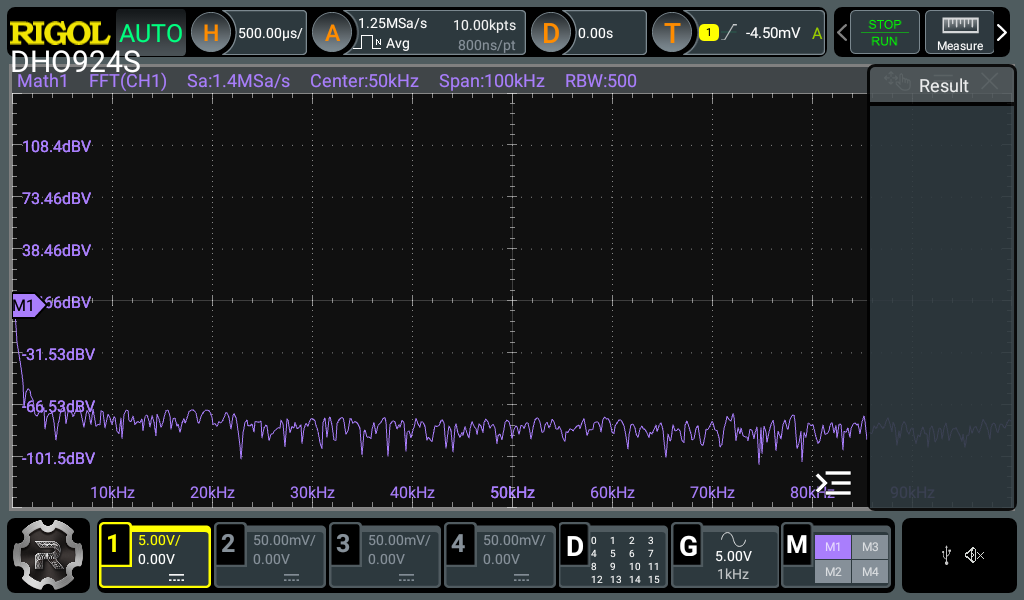 RIGOL AUTO H 500.00µs/ A 1.25MSa/s 10.00kpts D 0.00s T 1 -4.50mV A STOP
N Avg 800ns/pt RUN Measure
DHO924S
Math1 FFT(CH1) Sa:1.4MSa/s Center:50kHz Span:100kHz RBW:500 Result
108.4dBV
73.46dBV
38.46dBV
M1 96dBV
-31.53dBV
-66.53dBV
-101.5dBV
10kHz 20kHz 30kHz 40kHz 50kHz 60kHz 70kHz 80kHz 90kHz
1 5.00V/ 2 50.00mV/ 3 50.00mV/ 4 50.00mV/ D 0 1 2 3 G M M1 M3
0.00V 0.00V 0.00V 0.00V 4 5 6 7 5.00V M2 M4
8 9 10 11 1kHz
12 13 14 15
R